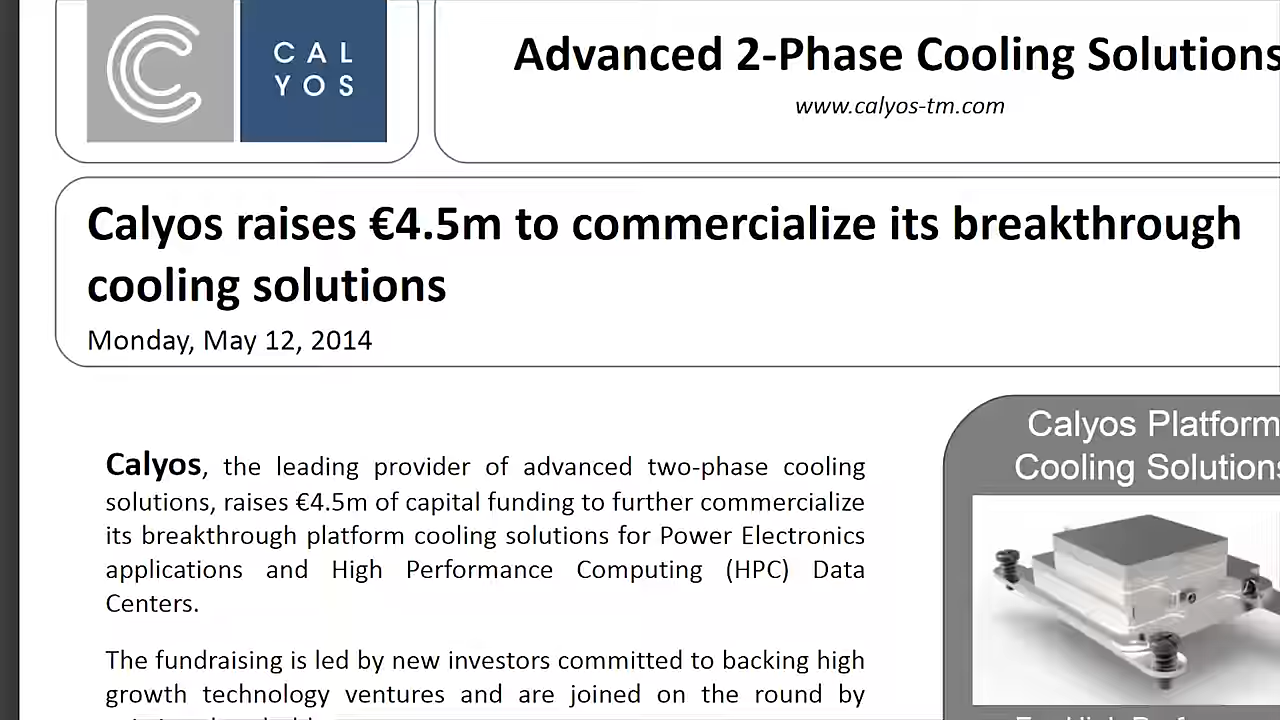 CAL
YOS
Advanced 2-Phase Cooling Solutions
www.calyos-tm.com
Calyos raises €4.5m to commercialize its breakthrough
cooling solutions
Monday, May 12, 2014
Calyos, the leading provider of advanced two-phase cooling
solutions, raises €4.5m of capital funding to further commercialize
its breakthrough platform cooling solutions for Power Electronics
applications and High Performance Computing (HPC) Data
Centers.
The fundraising is led by new investors committed to backing high
growth technology ventures and are joined on the round by
Calyos Platform
Cooling Solutions